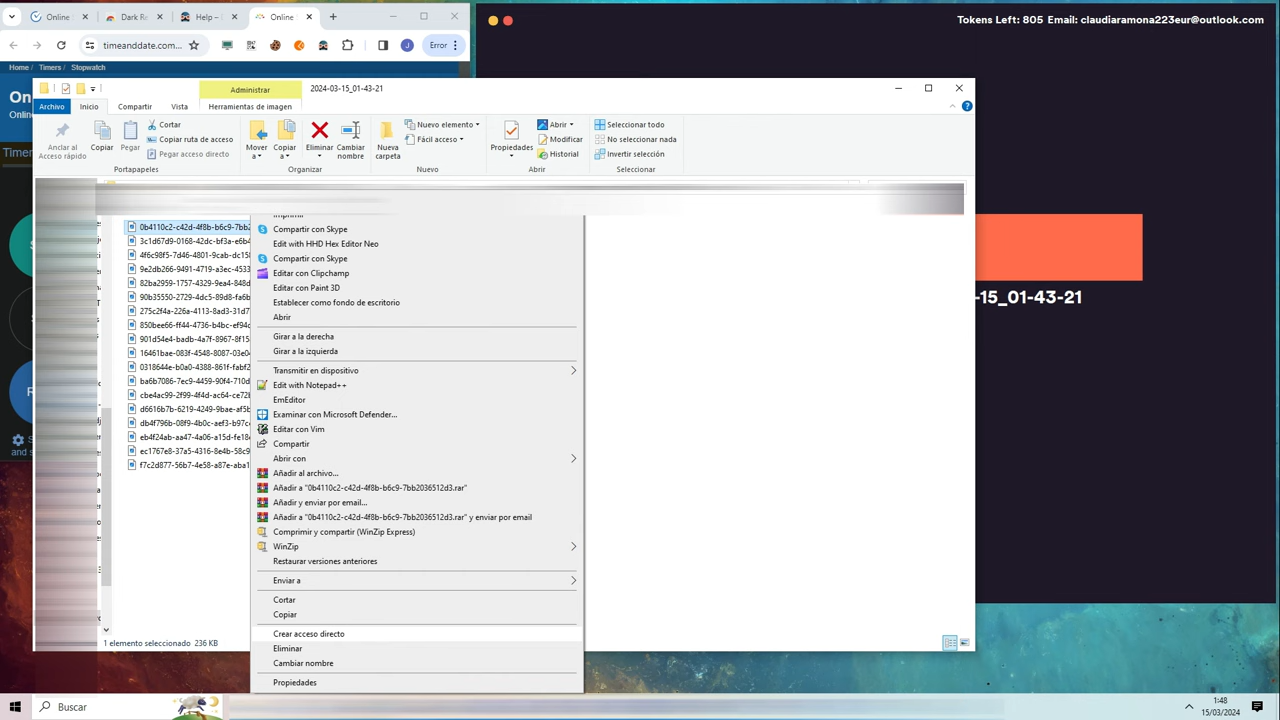 Online
Dark Re
Help –
Online
Tokens Left: 805 Email: claudiaramona223eur@outlook.com
timeanddate.com...
J
Error
Home / Timers / Stopwatch
Administrar
2024-03-15_01-43-21
On
Archivo
Inicio
Compartir
Vista
Herramientas de imagen
Anclar al Acceso rápido
Copiar
Pegar
Cortar
Copiar ruta de acceso
Pegar acceso directo
Portapapeles
Mover a
Copiar a
Eliminar
Cambiar nombre
Organizar
Nueva carpeta
Nuevo elemento
Fácil acceso
Nuevo
Propiedades
Abrir
Modificar
Historial
Abrir
Seleccionar todo
No seleccionar nada
Invertir selección
Seleccionar
Timer
0b4110c2-c42d-4f8b-b6c9-7bb2
3c1d67d9-0168-42dc-bf3a-e6b4
4f6c98f5-7d46-4801-9cab-dc15
9e2db266-9491-4719-a3ec-4533
82ba2959-1757-4329-9ea4-848d
90b35550-2729-4dc5-89d8-fa6b
275c2f4a-226a-4113-8ad3-31d7
850bee66-ff44-4736-b4bc-ef94c
901d54e4-badb-4a7f-8967-8f15
16461bae-083f-4548-8087-03e04
0318644e-b0a0-4388-861f-fabf2
ba6b7086-7ec9-4459-90f4-710d
cbe4ac99-2f99-4f4d-ac64-ce72
d6616b7b-6219-4249-9bae-af5b
db4f796b-08f9-4b0c-aef3-b97c
eb4f24ab-aa47-4a06-a15d-fe18
ec1767e8-37a5-4316-8e4b-58c9
f7c2d877-56b7-4e58-a87e-aba1
Imprimir
Compartir con Skype
Edit with HHD Hex Editor Neo
Compartir con Skype
Editar con Clipchamp
Editar con Paint 3D
Establecer como fondo de escritorio
Abrir
Girar a la derecha
Girar a la izquierda
Transmitir en dispositivo
Edit with Notepad++
EmEditor
Examinar con Microsoft Defender...
Editar con Vim
Compartir
Abrir con
Añadir al archivo...
Añadir a "0b4110c2-c42d-4f8b-b6c9-7bb2036512d3.rar"
Añadir y enviar por email...
Añadir a "0b4110c2-c42d-4f8b-b6c9-7bb2036512d3.rar" y enviar por email
Comprimir y compartir (WinZip Express)
WinZip
Restaurar versiones anteriores
Enviar a
Cortar
Copiar
Crear acceso directo
Eliminar
Cambiar nombre
Propiedades
-15_01-43-21
and s
1 elemento seleccionado 236 KB
Buscar
1:48
15/03/2024